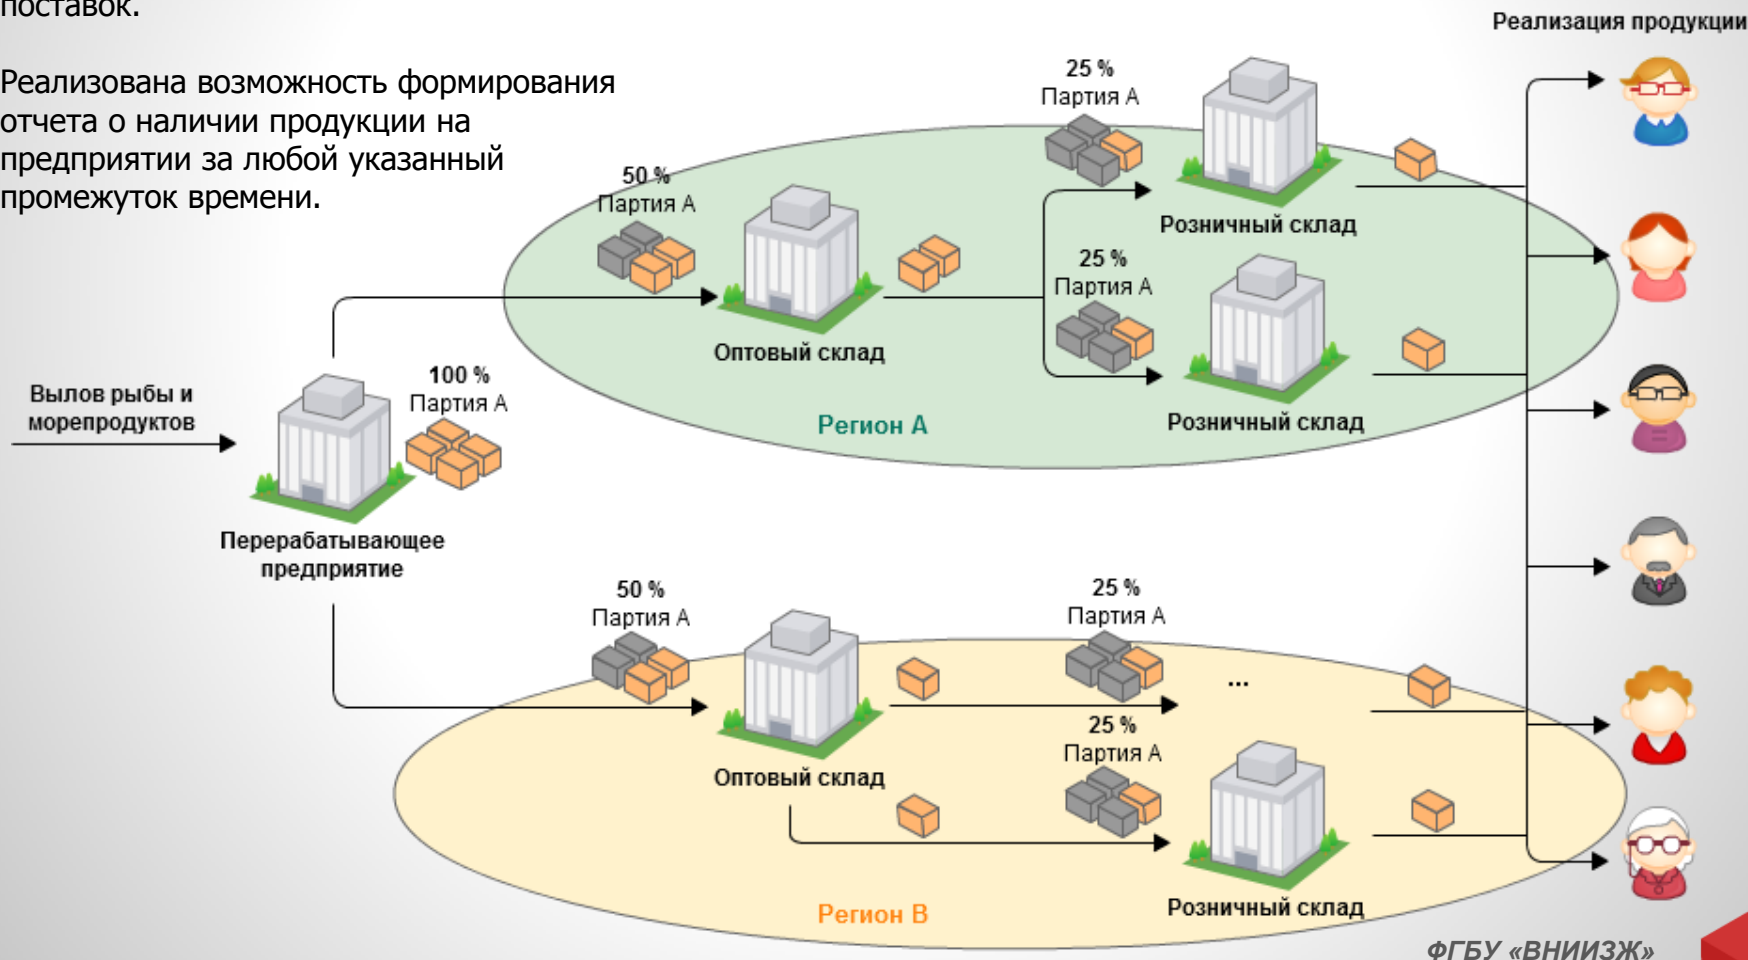 поставок.
Реализована возможность формирования
отчета о наличии продукции на
предприятии за любой указанный
промежуток времени.
Реализация продукции
25 %
Партия А
50 %
Партия А
Розничный склад
25 %
Партия А
Оптовый склад
Розничный склад
Регион А
Вылов рыбы и
морепродуктов
100 %
Партия А
Перерабатывающее
предприятие
50 %
Партия А
25 %
Партия А
...
25 %
Партия А
Оптовый склад
Розничный склад
Регион В
ФГБУ «ВНИИЗЖ»